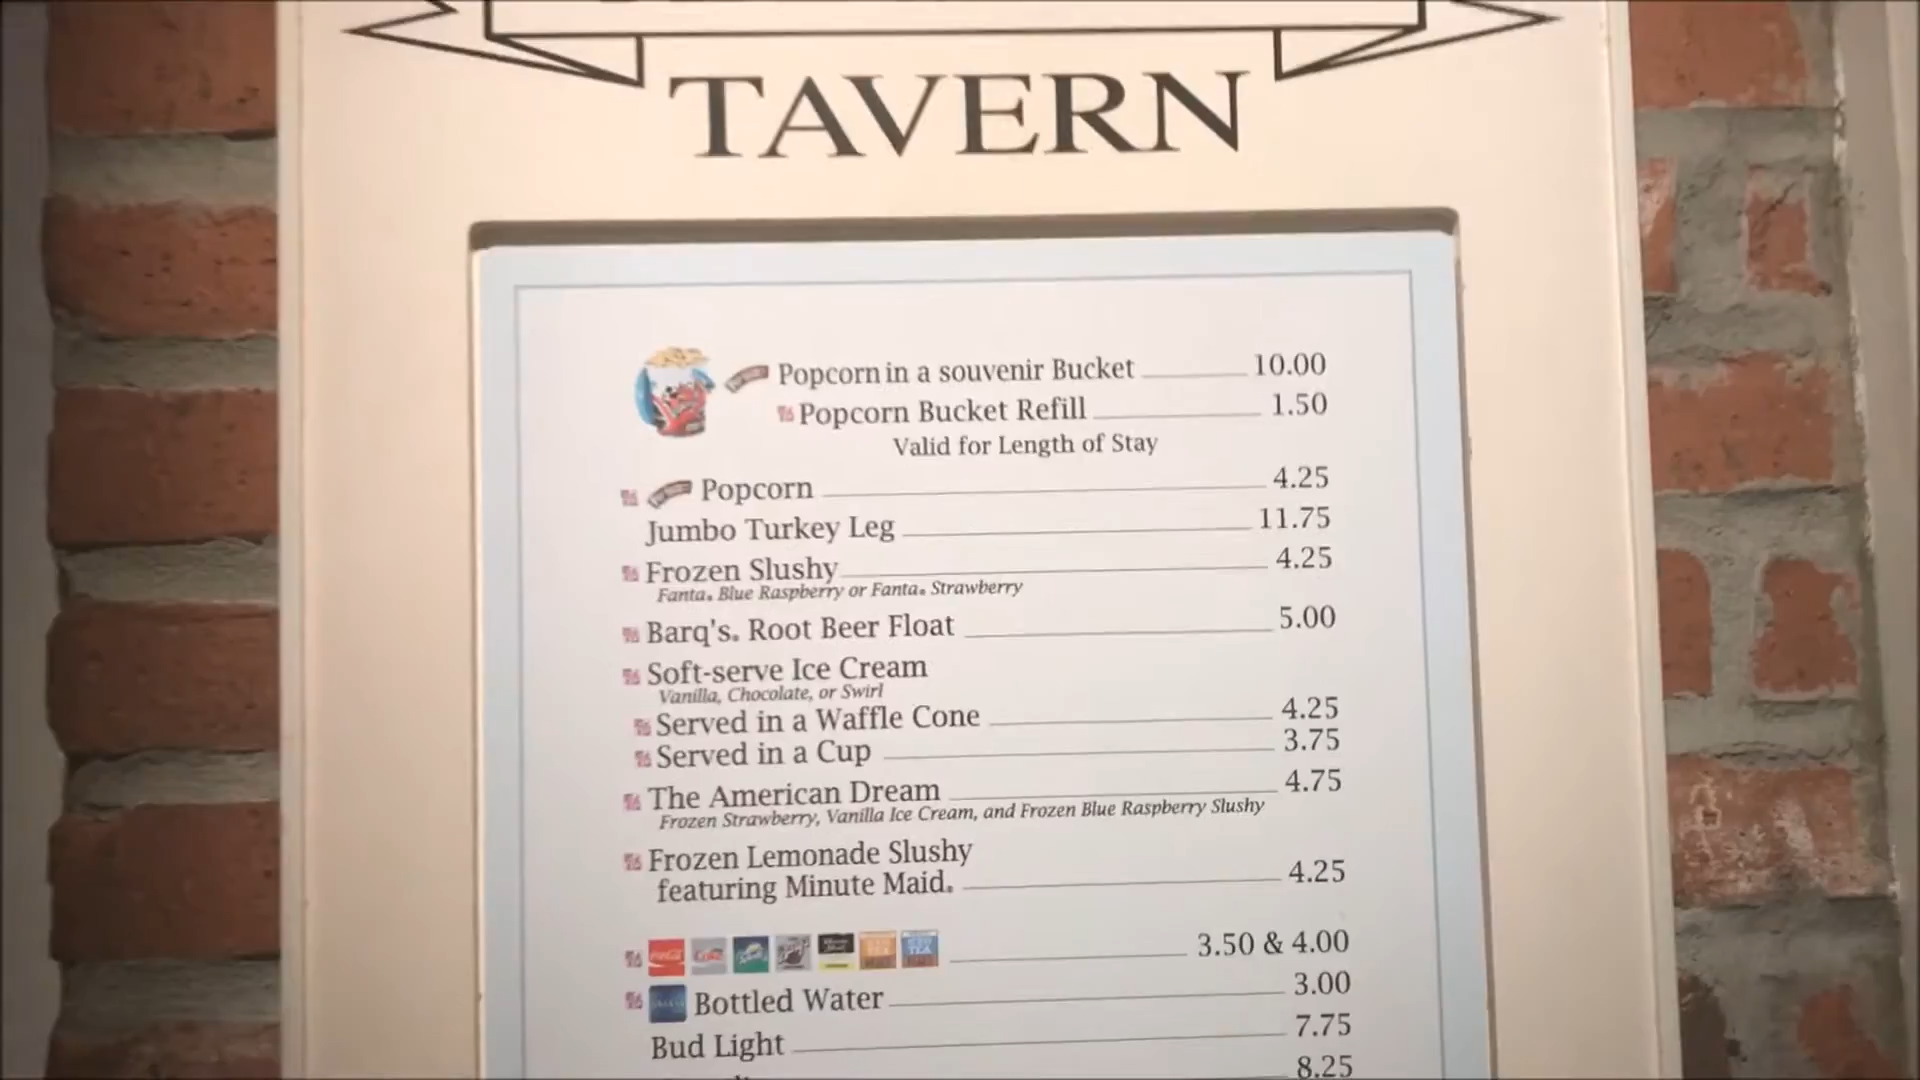 TAVERN
Popcorn in a souvenir Bucket 10.00
Popcorn Bucket Refill 1.50
Valid for Length of Stay
Popcorn 4.25
Jumbo Turkey Leg 11.75
Frozen Slushy 4.25
Fanta® Blue Raspberry or Fanta® Strawberry
Barq's® Root Beer Float 5.00
Soft-serve Ice Cream
Vanilla, Chocolate, or Swirl
Served in a Waffle Cone 4.25
Served in a Cup 3.75
The American Dream 4.75
Frozen Strawberry, Vanilla Ice Cream, and Frozen Blue Raspberry Slushy
Frozen Lemonade Slushy
featuring Minute Maid® 4.25
3.50 & 4.00
Bottled Water 3.00
Bud Light 7.75
8.25